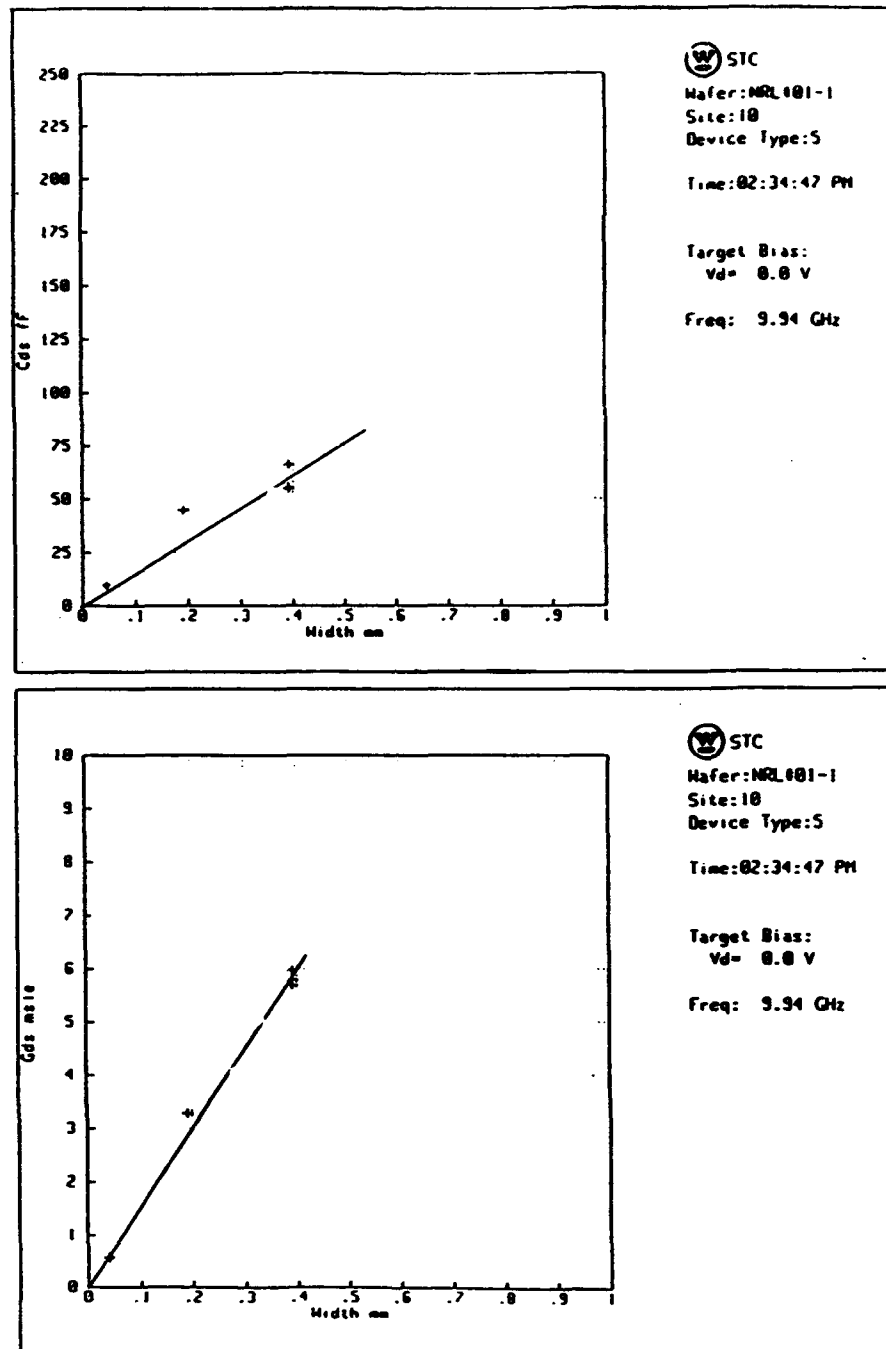 W STC
Wafer:NRL#01-1
Site:10
Device Type:S
Time:02:34:47 PM
Target Bias:
Vd= 0.0 V
Freq: 9.94 GHz
250
225
200
175
150
125
100
75
50
25
0
Cds fF
0 .1 .2 .3 .4 .5 .6 .7 .8 .9 1
Width mm
W STC
Wafer:NRL#01-1
Site:10
Device Type:S
Time:02:34:47 PM
Target Bias:
Vd= 0.0 V
Freq: 9.94 GHz
10
9
8
7
6
5
4
3
2
1
0
Gds msie
0 .1 .2 .3 .4 .5 .6 .7 .8 .9 1
Width mm